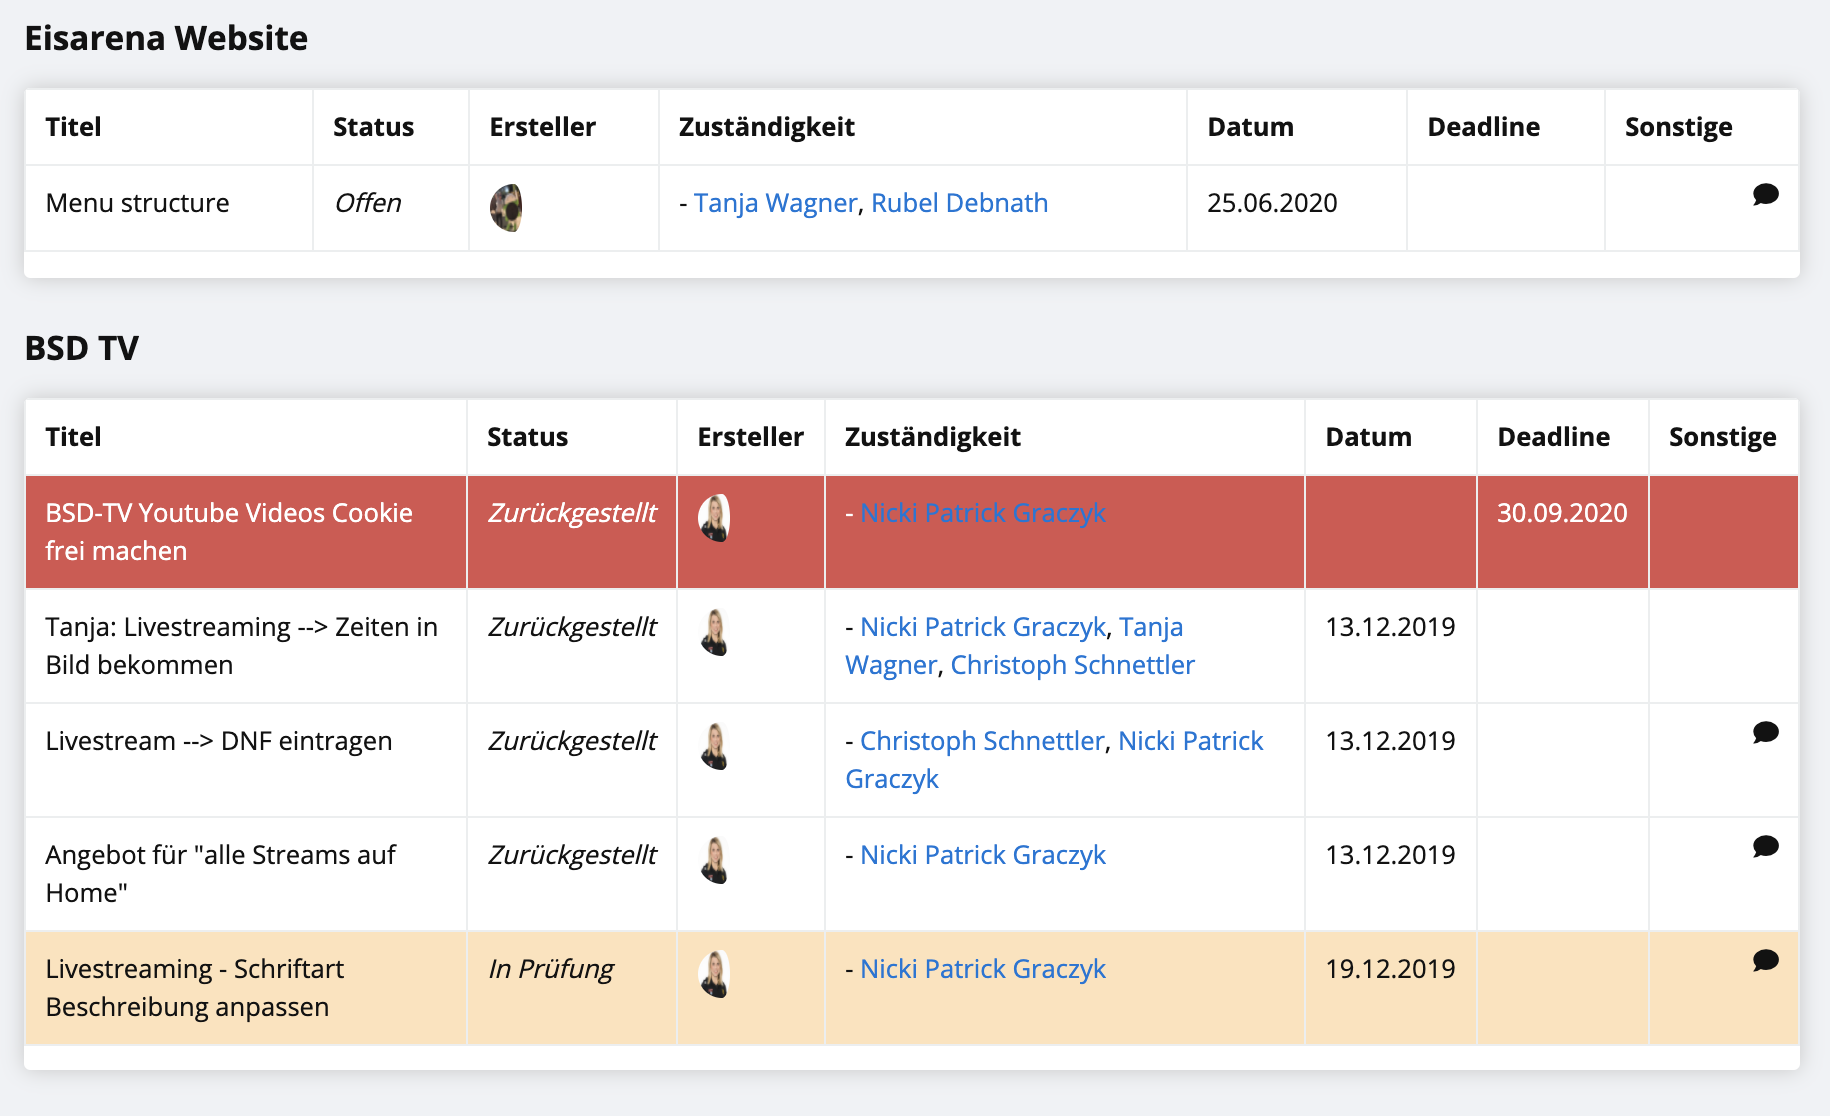 Eisarena Website
Titel Status Ersteller Zuständigkeit Datum Deadline Sonstige
Menu structure Offen - Tanja Wagner, Rubel Debnath 25.06.2020
BSD TV
Titel Status Ersteller Zuständigkeit Datum Deadline Sonstige
BSD-TV Youtube Videos Cookie Zurückgestellt - Nicki Patrick Graczyk 30.09.2020
frei machen
Tanja: Livestreaming --> Zeiten in Zurückgestellt - Nicki Patrick Graczyk, Tanja 13.12.2019
Bild bekommen Wagner, Christoph Schnettler
Livestream --> DNF eintragen Zurückgestellt - Christoph Schnettler, Nicki Patrick 13.12.2019
Graczyk
Angebot für "alle Streams auf Zurückgestellt - Nicki Patrick Graczyk 13.12.2019
Home"
Livestreaming - Schriftart In Prüfung - Nicki Patrick Graczyk 19.12.2019
Beschreibung anpassen